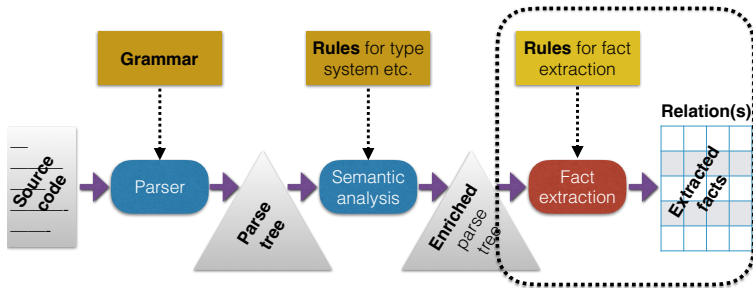 Grammar
Rules for type
system etc.
Rules for fact
extraction
Relation(s)
Source
code
Parser
Parse
tree
Semantic
analysis
Enriched
parse
tree
Fact
extraction
Extracted
facts